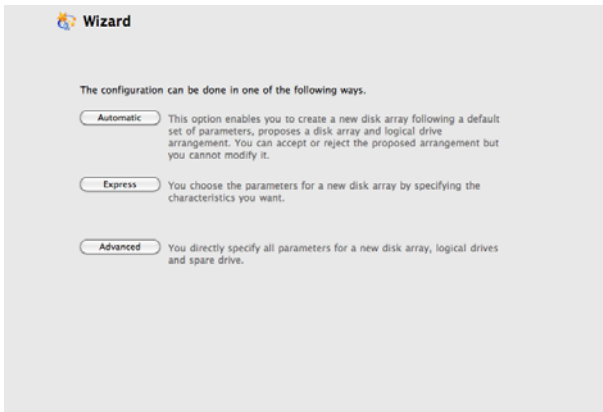 Wizard
The configuration can be done in one of the following ways.
Automatic
This option enables you to create a new disk array following a default
set of parameters, proposes a disk array and logical drive
arrangement. You can accept or reject the proposed arrangement but
you cannot modify it.
Express
You choose the parameters for a new disk array by specifying the
characteristics you want.
Advanced
You directly specify all parameters for a new disk array, logical drives
and spare drive.